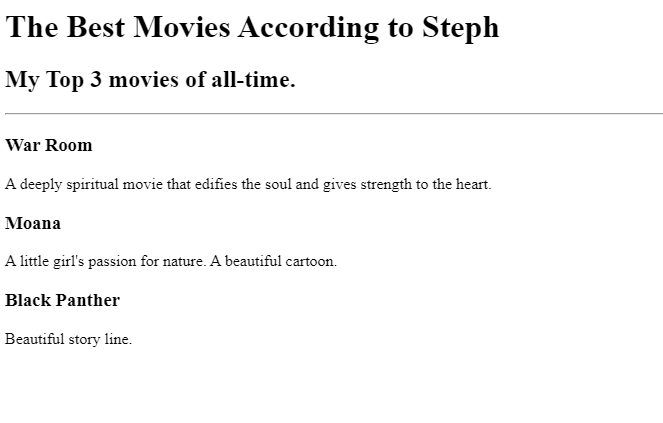 The Best Movies According to Steph
My Top 3 movies of all-time.
War Room
A deeply spiritual movie that edifies the soul and gives strength to the heart.
Moana
A little girl's passion for nature. A beautiful cartoon.
Black Panther
Beautiful story line.